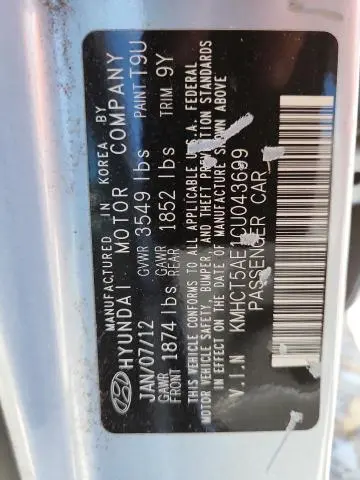 MANUFACTURED IN KOREA BY
HYUNDAI MOTOR COMPANY
JAN/07/12 GVWR 3549 lbs PAINT T9U
GAWR FRONT 1874 lbs GAWR REAR 1852 lbs TRIM 9Y
THIS VEHICLE CONFORMS TO ALL APPLICABLE U.S.A. FEDERAL
MOTOR VEHICLE SAFETY, BUMPER, AND THEFT PREVENTION STANDARDS
IN EFFECT ON THE DATE OF MANUFACTURE SHOWN ABOVE
V.I.N KMHCT5AE1CU043699
PASSENGER CAR